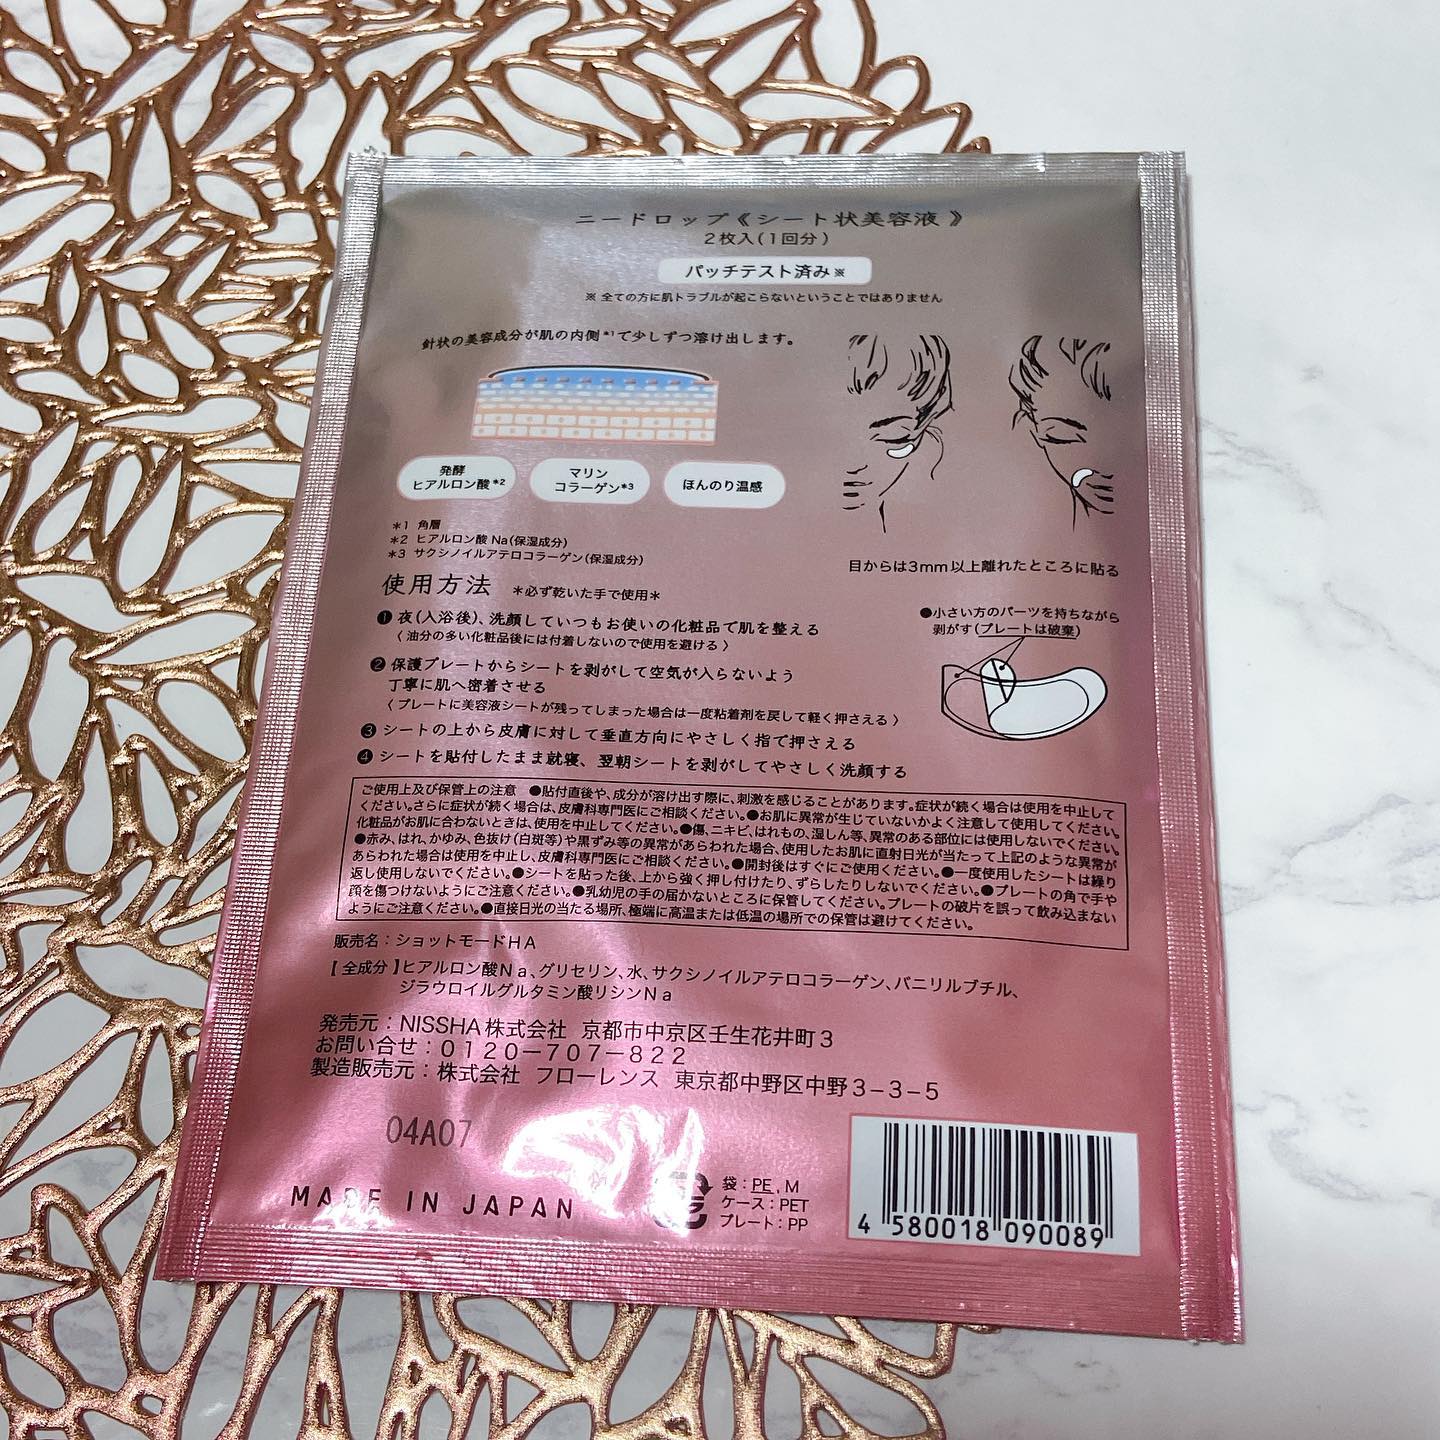 ニードロップ《シート状美容液》
2枚入(1回分)
パッチテスト済み※
※ 全ての方に肌トラブルが起こらないということではありません
針状の美容成分が肌の内側*1で少しずつ溶け出します。
発酵
ヒアルロン酸*2
マリン
コラーゲン*3
ほんのり温感
*1 角層
*2 ヒアルロン酸 Na(保湿成分)
*3 サクシノイルアテロコラーゲン(保湿成分)
目からは3mm以上離れたところに貼る
使用方法 *必ず乾いた手で使用*
❶ 夜(入浴後)、洗顔していつもお使いの化粧品で肌を整える
〈 油分の多い化粧品後には付着しないので使用を避ける 〉
❷ 保護プレートからシートを剥がして空気が入らないよう
丁寧に肌へ密着させる
〈 プレートに美容液シートが残ってしまった場合は一度粘着剤を戻して軽く押さえる 〉
❸ シートの上から皮膚に対して垂直方向にやさしく指で押さえる
❹ シートを貼付したまま就寝、翌朝シートを剥がしてやさしく洗顔する
●小さい方のパーツを持ちながら
剥がす(プレートは破棄)
ご使用上及び保管上の注意 ●貼付直後や、成分が溶け出す際に、刺激を感じることがあります。症状が続く場合は使用を中止して
ください。さらに症状が続く場合は、皮膚科専門医にご相談ください。●お肌に異常が生じていないかよく注意して使用してください。
化粧品がお肌に合わないときは、使用を中止してください。●傷、ニキビ、はれもの、湿しん等、異常のある部位には使用しないでください。
●赤み、はれ、かゆみ、色抜け(白斑等)や黒ずみ等の異常があらわれた場合、使用したお肌に直射日光が当たって上記のような異常が
あらわれた場合は使用を中止し、皮膚科専門医にご相談ください。●開封後はすぐにご使用ください。●一度使用したシートは繰り
返し使用しないでください。●シートを貼った後、上から強く押し付けたり、ずらしたりしないでください。●プレートの角で手や
顔を傷つけないようにご注意ください。●乳幼児の手の届かないところに保管してください。プレートの破片を誤って飲み込まない
ようにご注意ください。●直接日光の当たる場所、極端に高温または低温の場所での保管は避けてください。
販売名：ショットモードHA
【 全成分 】ヒアルロン酸Na、グリセリン、水、サクシノイルアテロコラーゲン、バニリルブチル、
ジラウロイルグルタミン酸リシンNa
発売元：NISSHA株式会社 京都市中京区壬生花井町3
お問い合せ：0120-707-822
製造販売元：株式会社 フローレンス 東京都中野区中野3-3-5
04A07
MADE IN JAPAN
袋：PE, M
ケース：PET
プレート：PP
4 580018 090089